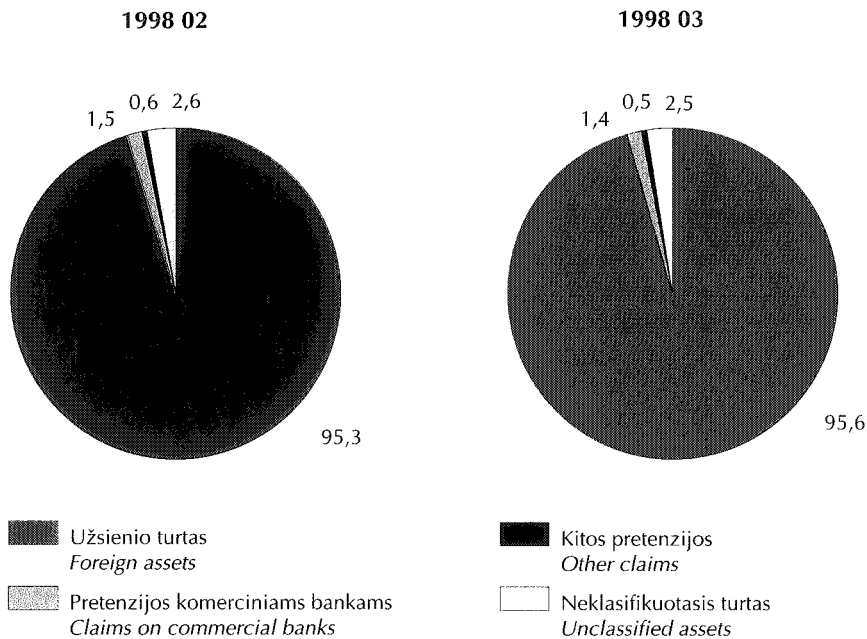 1998 02
1,5
0,6
2,6
95,3
1998 03
1,4
0,5
2,5
95,6
Užsienio turtas
Foreign assets
Pretenzijos komerciniams bankams
Claims on commercial banks
Kitos pretenzijos
Other claims
Neklasifikuotasis turtas
Unclassified assets